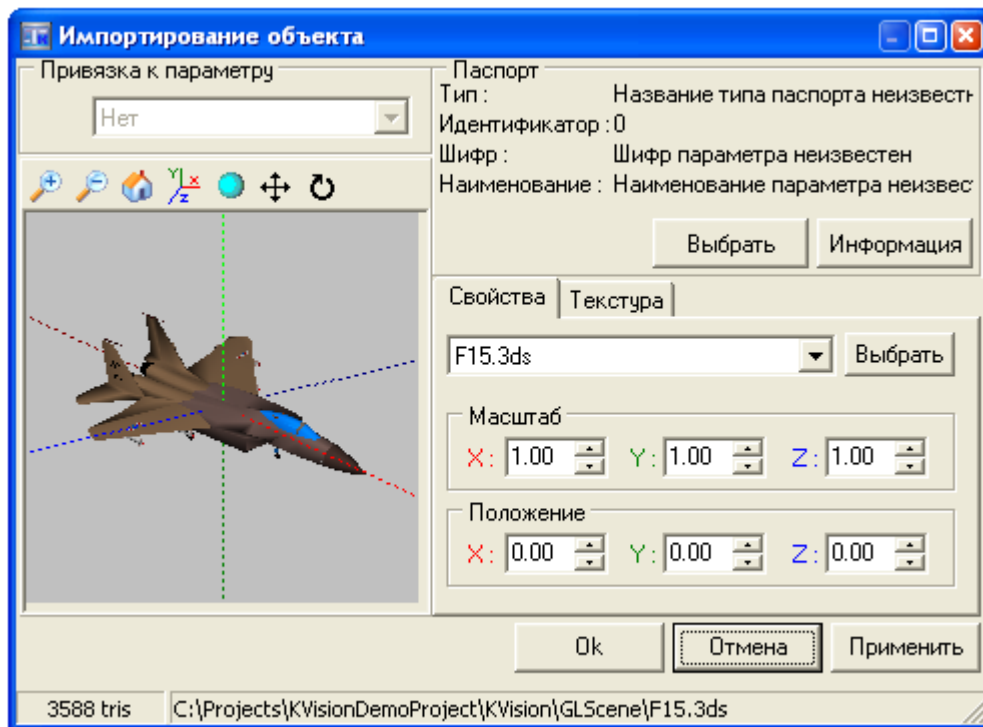 Импортирование объекта
Привязка к параметру
Нет
Паспорт
Тип : Название типа паспорта
Идентификатор : 0
Шифр : Шифр параметра неизвестен
Наименование : Наименование параметра
Выбрать Информация
Свойства Текстура
F15.3ds Выбрать
Масштаб
X: 1.00 Y: 1.00 Z: 1.00
Положение
X: 0.00 Y: 0.00 Z: 0.00
Ok Отмена Применить
3588 tris C:\Projects\KVisionDemoProject\KVision\GLScene\F15.3ds